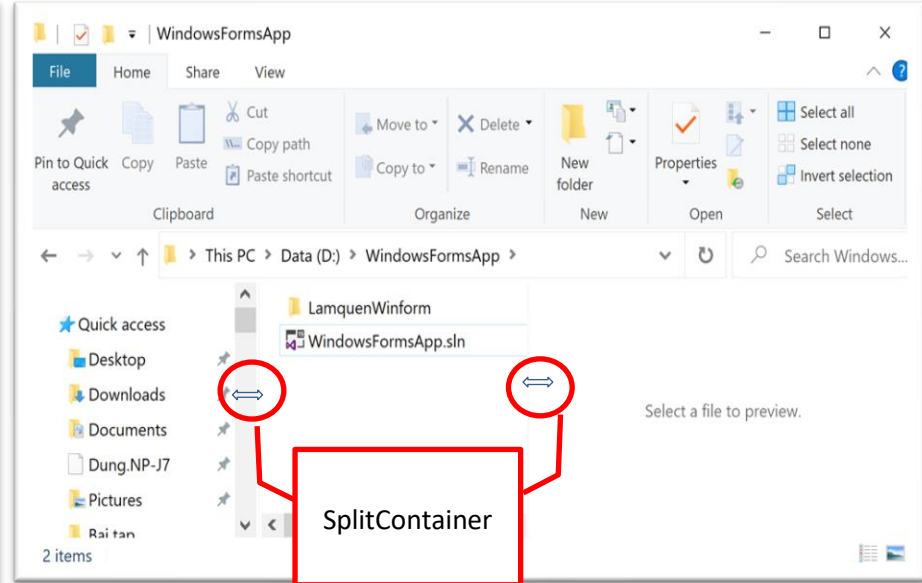 WindowsFormsApp
File Home Share View
Pin to Quick access
Copy
Paste
Cut
Copy path
Paste shortcut
Move to
Copy to
Delete
Rename
New folder
Properties
Select all
Select none
Invert selection
Clipboard Organize New Open Select
This PC > Data (D:) > WindowsFormsApp >
Search Windows...
Quick access
Desktop
Downloads
Documents
Dung.NP-J7
Pictures
Bai tap
LamquenWinform
WindowsFormsApp.sln
Select a file to preview.
SplitContainer
2 items